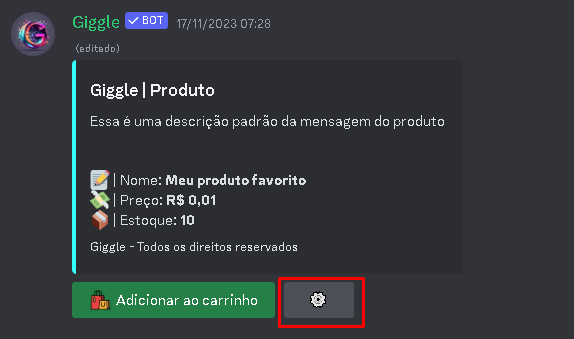 Giggle ✓ BOT 17/11/2023 07:28
(editado)
Giggle | Produto
Essa é uma descrição padrão da mensagem do produto
| Nome: Meu produto favorito
| Preço: R$ 0,01
| Estoque: 10
Giggle - Todos os direitos reservados
Adicionar ao carrinho